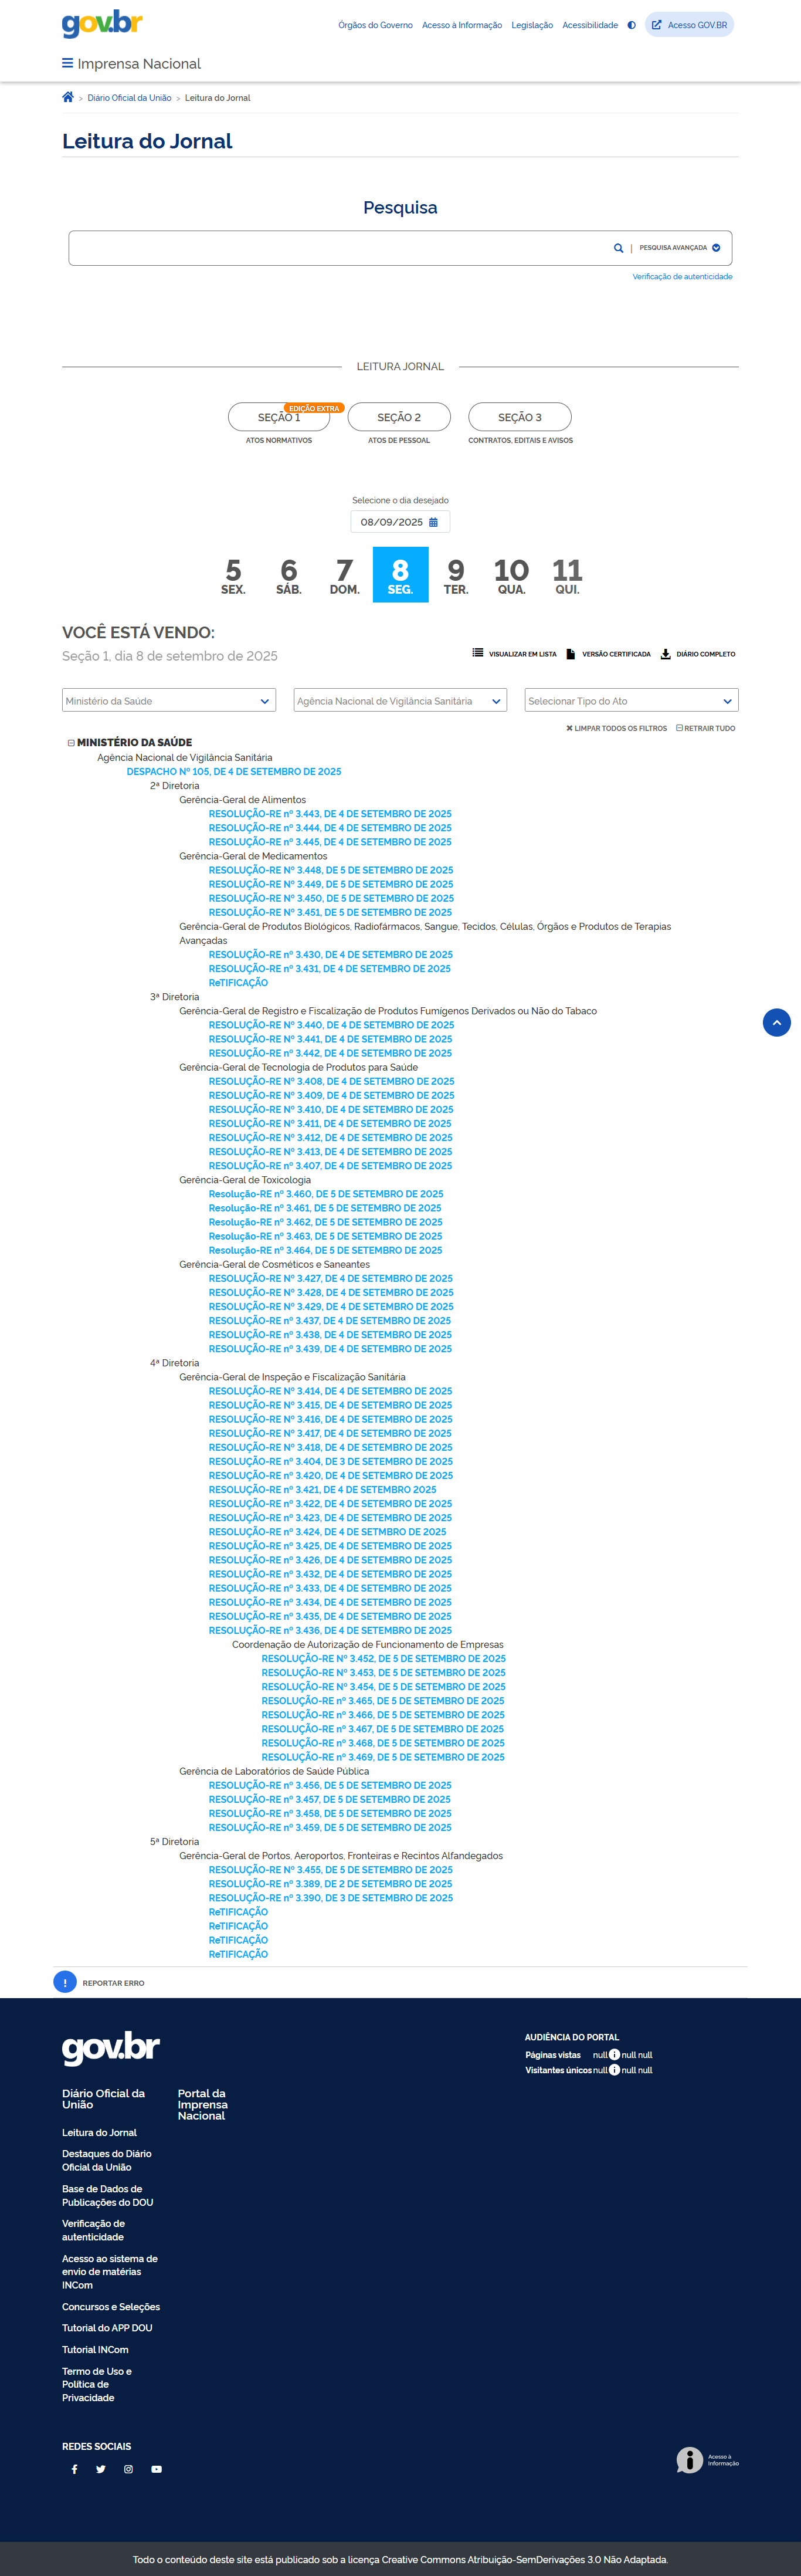 gov.br
Órgãos do Governo Acesso à Informação Legislação Acessibilidade Acesso GOV.BR
Imprensa Nacional
> Diário Oficial da União > Leitura do Jornal
Leitura do Jornal
Pesquisa
| PESQUISA AVANÇADA
Verificação de autenticidade
LEITURA JORNAL
EDIÇÃO EXTRA
SEÇÃO 1 SEÇÃO 2 SEÇÃO 3
ATOS NORMATIVOS ATOS DE PESSOAL CONTRATOS, EDITAIS E AVISOS
Selecione o dia desejado
08/09/2025
5 6 7 8 9 10 11
SEX. SÁB. DOM. SEG. TER. QUA. QUI.
VOCÊ ESTÁ VENDO:
Seção 1, dia 8 de setembro de 2025
VISUALIZAR EM LISTA VERSÃO CERTIFICADA DIÁRIO COMPLETO
Ministério da Saúde Agência Nacional de Vigilância Sanitária Selecionar Tipo do Ato
LIMPAR TODOS OS FILTROS RETRAIR TUDO
MINISTÉRIO DA SAÚDE
Agência Nacional de Vigilância Sanitária
DESPACHO Nº 105, DE 4 DE SETEMBRO DE 2025
2ª Diretoria
Gerência-Geral de Alimentos
RESOLUÇÃO-RE nº 3.443, DE 4 DE SETEMBRO DE 2025
RESOLUÇÃO-RE nº 3.444, DE 4 DE SETEMBRO DE 2025
RESOLUÇÃO-RE nº 3.445, DE 4 DE SETEMBRO DE 2025
Gerência-Geral de Medicamentos
RESOLUÇÃO-RE Nº 3.448, DE 5 DE SETEMBRO DE 2025
RESOLUÇÃO-RE Nº 3.449, DE 5 DE SETEMBRO DE 2025
RESOLUÇÃO-RE Nº 3.450, DE 5 DE SETEMBRO DE 2025
RESOLUÇÃO-RE Nº 3.451, DE 5 DE SETEMBRO DE 2025
Gerência-Geral de Produtos Biológicos, Radiofármacos, Sangue, Tecidos, Células, Órgãos e Produtos de Terapias
Avançadas
RESOLUÇÃO-RE nº 3.430, DE 4 DE SETEMBRO DE 2025
RESOLUÇÃO-RE nº 3.431, DE 4 DE SETEMBRO DE 2025
ReTIFICAÇÃO
3ª Diretoria
Gerência-Geral de Registro e Fiscalização de Produtos Fumígenos Derivados ou Não do Tabaco
RESOLUÇÃO-RE Nº 3.440, DE 4 DE SETEMBRO DE 2025
RESOLUÇÃO-RE Nº 3.441, DE 4 DE SETEMBRO DE 2025
RESOLUÇÃO-RE nº 3.442, DE 4 DE SETEMBRO DE 2025
Gerência-Geral de Tecnologia de Produtos para Saúde
RESOLUÇÃO-RE Nº 3.408, DE 4 DE SETEMBRO DE 2025
RESOLUÇÃO-RE Nº 3.409, DE 4 DE SETEMBRO DE 2025
RESOLUÇÃO-RE Nº 3.410, DE 4 DE SETEMBRO DE 2025
RESOLUÇÃO-RE Nº 3.411, DE 4 DE SETEMBRO DE 2025
RESOLUÇÃO-RE Nº 3.412, DE 4 DE SETEMBRO DE 2025
RESOLUÇÃO-RE Nº 3.413, DE 4 DE SETEMBRO DE 2025
RESOLUÇÃO-RE nº 3.407, DE 4 DE SETEMBRO DE 2025
Gerência-Geral de Toxicologia
Resolução-RE nº 3.460, DE 5 DE SETEMBRO DE 2025
Resolução-RE nº 3.461, DE 5 DE SETEMBRO DE 2025
Resolução-RE nº 3.462, DE 5 DE SETEMBRO DE 2025
Resolução-RE nº 3.463, DE 5 DE SETEMBRO DE 2025
Resolução-RE nº 3.464, DE 5 DE SETEMBRO DE 2025
Gerência-Geral de Cosméticos e Saneantes
RESOLUÇÃO-RE Nº 3.427, DE 4 DE SETEMBRO DE 2025
RESOLUÇÃO-RE Nº 3.428, DE 4 DE SETEMBRO DE 2025
RESOLUÇÃO-RE Nº 3.429, DE 4 DE SETEMBRO DE 2025
RESOLUÇÃO-RE nº 3.437, DE 4 DE SETEMBRO DE 2025
RESOLUÇÃO-RE nº 3.438, DE 4 DE SETEMBRO DE 2025
RESOLUÇÃO-RE nº 3.439, DE 4 DE SETEMBRO DE 2025
4ª Diretoria
Gerência-Geral de Inspeção e Fiscalização Sanitária
RESOLUÇÃO-RE Nº 3.414, DE 4 DE SETEMBRO DE 2025
RESOLUÇÃO-RE Nº 3.415, DE 4 DE SETEMBRO DE 2025
RESOLUÇÃO-RE Nº 3.416, DE 4 DE SETEMBRO DE 2025
RESOLUÇÃO-RE Nº 3.417, DE 4 DE SETEMBRO DE 2025
RESOLUÇÃO-RE Nº 3.418, DE 4 DE SETEMBRO DE 2025
RESOLUÇÃO-RE nº 3.404, DE 3 DE SETEMBRO DE 2025
RESOLUÇÃO-RE nº 3.420, DE 4 DE SETEMBRO DE 2025
RESOLUÇÃO-RE nº 3.421, DE 4 DE SETEMBRO 2025
RESOLUÇÃO-RE nº 3.422, DE 4 DE SETEMBRO DE 2025
RESOLUÇÃO-RE nº 3.423, DE 4 DE SETEMBRO DE 2025
RESOLUÇÃO-RE nº 3.424, DE 4 DE SETMBRO DE 2025
RESOLUÇÃO-RE nº 3.425, DE 4 DE SETEMBRO DE 2025
RESOLUÇÃO-RE nº 3.426, DE 4 DE SETEMBRO DE 2025
RESOLUÇÃO-RE nº 3.432, DE 4 DE SETEMBRO DE 2025
RESOLUÇÃO-RE nº 3.433, DE 4 DE SETEMBRO DE 2025
RESOLUÇÃO-RE nº 3.434, DE 4 DE SETEMBRO DE 2025
RESOLUÇÃO-RE nº 3.435, DE 4 DE SETEMBRO DE 2025
RESOLUÇÃO-RE nº 3.436, DE 4 DE SETEMBRO DE 2025
Coordenação de Autorização de Funcionamento de Empresas
RESOLUÇÃO-RE Nº 3.452, DE 5 DE SETEMBRO DE 2025
RESOLUÇÃO-RE Nº 3.453, DE 5 DE SETEMBRO DE 2025
RESOLUÇÃO-RE Nº 3.454, DE 5 DE SETEMBRO DE 2025
RESOLUÇÃO-RE nº 3.465, DE 5 DE SETEMBRO DE 2025
RESOLUÇÃO-RE nº 3.466, DE 5 DE SETEMBRO DE 2025
RESOLUÇÃO-RE nº 3.467, DE 5 DE SETEMBRO DE 2025
RESOLUÇÃO-RE nº 3.468, DE 5 DE SETEMBRO DE 2025
RESOLUÇÃO-RE nº 3.469, DE 5 DE SETEMBRO DE 2025
Gerência de Laboratórios de Saúde Pública
RESOLUÇÃO-RE nº 3.456, DE 5 DE SETEMBRO DE 2025
RESOLUÇÃO-RE nº 3.457, DE 5 DE SETEMBRO DE 2025
RESOLUÇÃO-RE nº 3.458, DE 5 DE SETEMBRO DE 2025
RESOLUÇÃO-RE nº 3.459, DE 5 DE SETEMBRO DE 2025
5ª Diretoria
Gerência-Geral de Portos, Aeroportos, Fronteiras e Recintos Alfandegados
RESOLUÇÃO-RE Nº 3.455, DE 5 DE SETEMBRO DE 2025
RESOLUÇÃO-RE nº 3.389, DE 2 DE SETEMBRO DE 2025
RESOLUÇÃO-RE nº 3.390, DE 3 DE SETEMBRO DE 2025
ReTIFICAÇÃO
ReTIFICAÇÃO
ReTIFICAÇÃO
ReTIFICAÇÃO
! REPORTAR ERRO
gov.br
AUDIÊNCIA DO PORTAL
Páginas vistas null null null
Visitantes únicos null null null
Diário Oficial da
União
Portal da
Imprensa
Nacional
Leitura do Jornal
Destaques do Diário
Oficial da União
Base de Dados de
Publicações do DOU
Verificação de
autenticidade
Acesso ao sistema de
envio de matérias
INCom
Concursos e Seleções
Tutorial do APP DOU
Tutorial INCom
Termo de Uso e
Política de
Privacidade
REDES SOCIAIS
Acesso à
Informação
Todo o conteúdo deste site está publicado sob a licença Creative Commons Atribuição-SemDerivações 3.0 Não Adaptada.